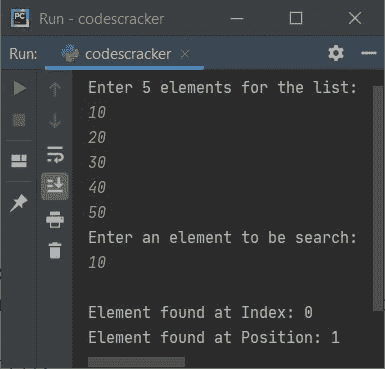 Run - codescracker
Run: codescracker
Enter 5 elements for the list:
10
20
30
40
50
Enter an element to be search:
10
Element found at Index: 0
Element found at Position: 1